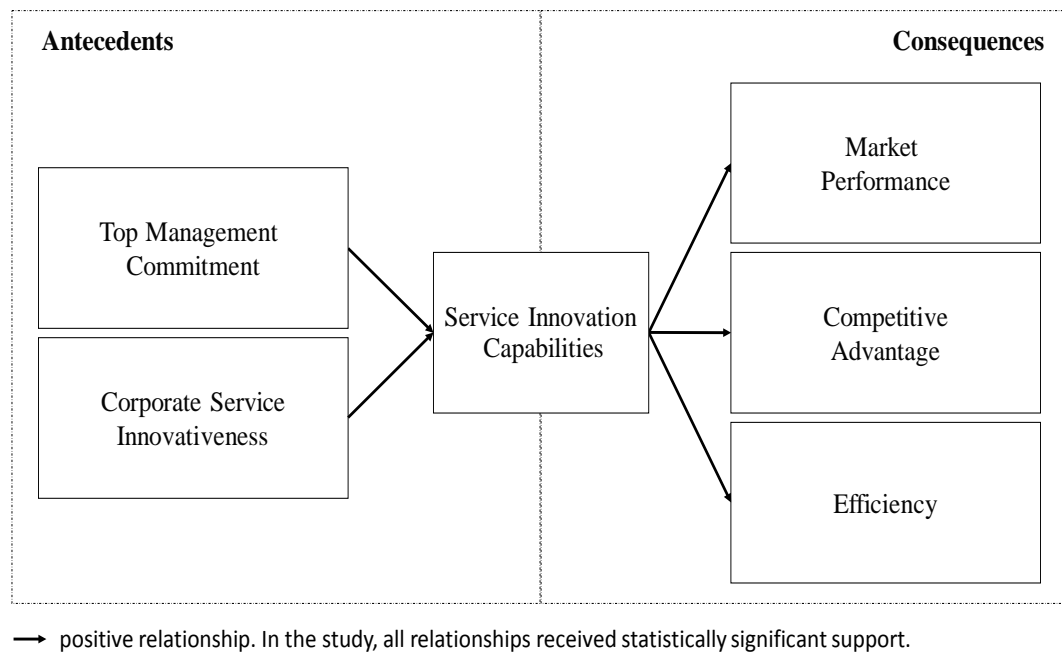 Antecedents
Consequences
Top Management
Commitment
Corporate Service
Innovativeness
Service Innovation
Capabilities
Market
Performance
Competitive
Advantage
Efficiency
positive relationship. In the study, all relationships received statistically significant support.